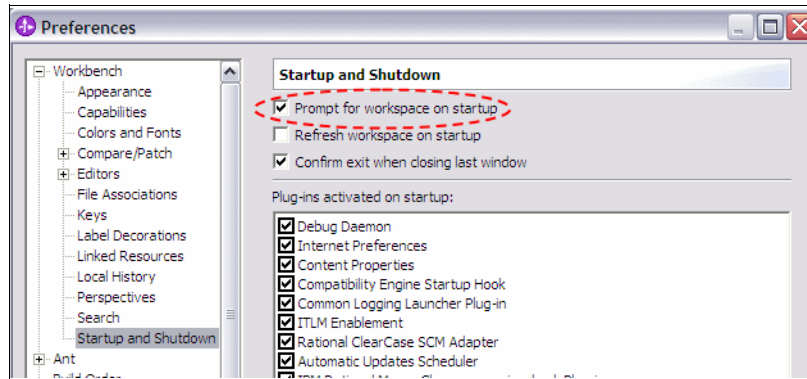 Preferences
Workbench
Appearance
Capabilities
Colors and Fonts
Compare/Patch
Editors
File Associations
Keys
Label Decorations
Linked Resources
Local History
Perspectives
Search
Startup and Shutdown
Ant
Build Order
Startup and Shutdown
Prompt for workspace on startup
Refresh workspace on startup
Confirm exit when closing last window
Plug-ins activated on startup:
Debug Daemon
Internet Preferences
Content Properties
Compatibility Engine Startup Hook
Common Logging Launcher Plug-in
ITLM Enablement
Rational ClearCase SCM Adapter
Automatic Updates Scheduler